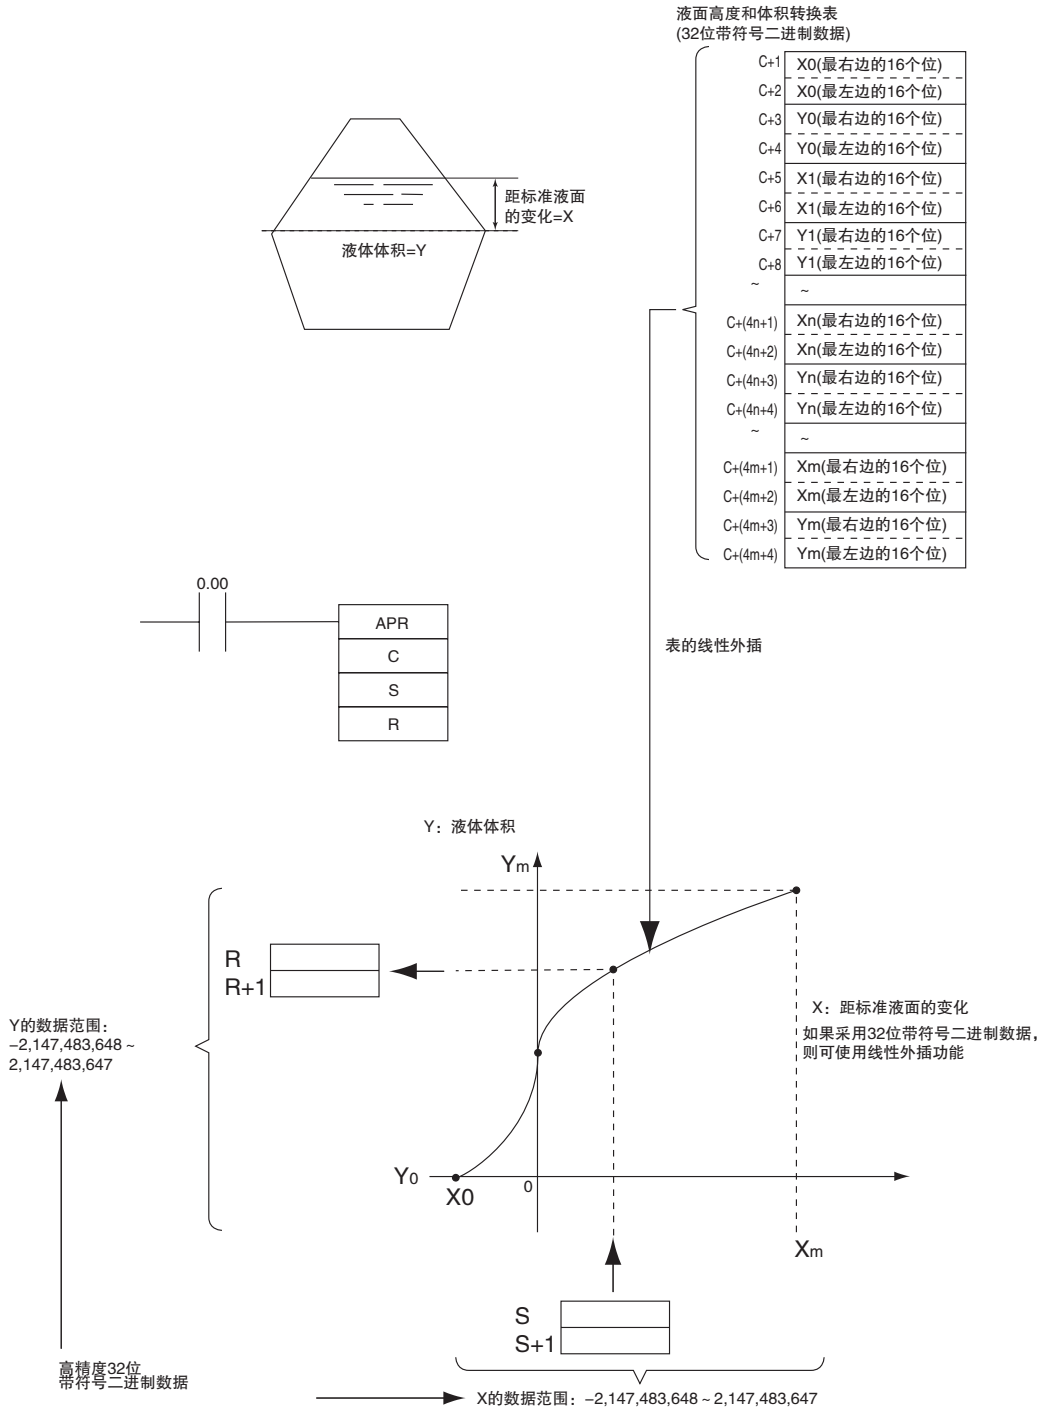 液面高度和体积转换表
(32位带符号二进制数据)
C+1 X0(最右边的16个位)
C+2 X0(最左边的16个位)
C+3 Y0(最右边的16个位)
C+4 Y0(最左边的16个位)
C+5 X1(最右边的16个位)
C+6 X1(最左边的16个位)
C+7 Y1(最右边的16个位)
C+8 Y1(最左边的16个位)
~ ~
C+(4n+1) Xn(最右边的16个位)
C+(4n+2) Xn(最左边的16个位)
C+(4n+3) Yn(最右边的16个位)
C+(4n+4) Yn(最左边的16个位)
~ ~
C+(4m+1) Xm(最右边的16个位)
C+(4m+2) Xm(最左边的16个位)
C+(4m+3) Ym(最右边的16个位)
C+(4m+4) Ym(最左边的16个位)
距标准液面
的变化=X
液体体积=Y
0.00
APR
C
S
R
表的线性外插
Y：液体体积
Ym
R
R+1
X：距标准液面的变化
如果采用32位带符号二进制数据，
则可使用线性外插功能
Y的数据范围：
−2,147,483,648 ~
2,147,483,647
Y0
X0
0
Xm
S
S+1
高精度32位
带符号二进制数据
X的数据范围：−2,147,483,648 ~ 2,147,483,647